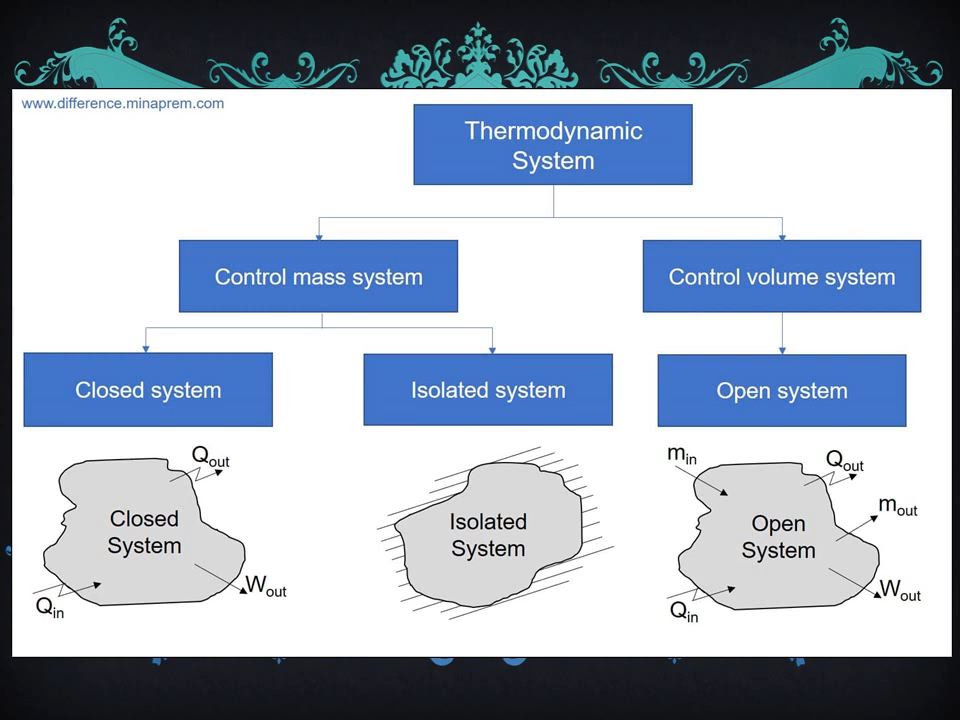 www.difference.minaprem.com
Thermodynamic
System
Control mass system
Control volume system
Closed system
Isolated system
Open system
Qout
Closed
System
Qin
Wout
Isolated
System
min
Qout
mout
Open
System
Qin
Wout